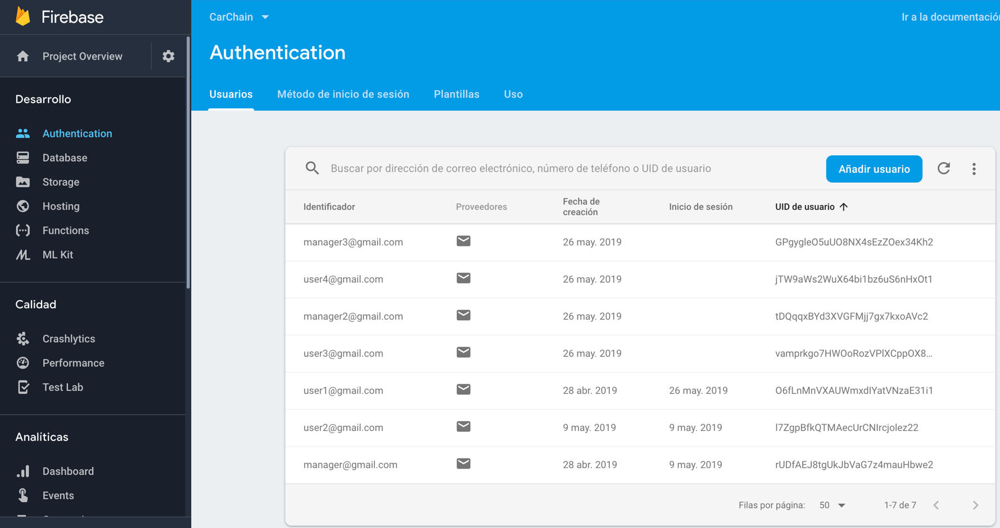 Firebase
Project Overview
Desarrollo
Authentication
Database
Storage
Hosting
Functions
ML Kit
Calidad
Crashlytics
Performance
Test Lab
Analíticas
Dashboard
Events
CarChain
Ir a la documentació
Authentication
Usuarios Método de inicio de sesión Plantillas Uso
Buscar por dirección de correo electrónico, número de teléfono o UID de usuario
Añadir usuario
Identificador Proveedores Fecha de creación Inicio de sesión UID de usuario
manager3@gmail.com 26 may. 2019 GPgygleO5uUO8NX4sEzZOex34Kh2
user4@gmail.com 26 may. 2019 jTW9aWs2WuX64bi1bz6uS6nHxOt1
manager2@gmail.com 26 may. 2019 tDQqqxBYd3XVGFMjj7gx7kxoAVc2
user3@gmail.com 26 may. 2019 vamprkgo7HWOoRozVPlXCppOX8…
user1@gmail.com 28 abr. 2019 26 may. 2019 O6fLnMnVXAUWmxdIYatVNzaE31i1
user2@gmail.com 9 may. 2019 9 may. 2019 l7ZgpBfkQTMAecUrCNIrcjolez22
manager@gmail.com 28 abr. 2019 9 may. 2019 rUDfAEJ8tgUkJbVaG7z4mauHbwe2
Filas por página: 50 1-7 de 7